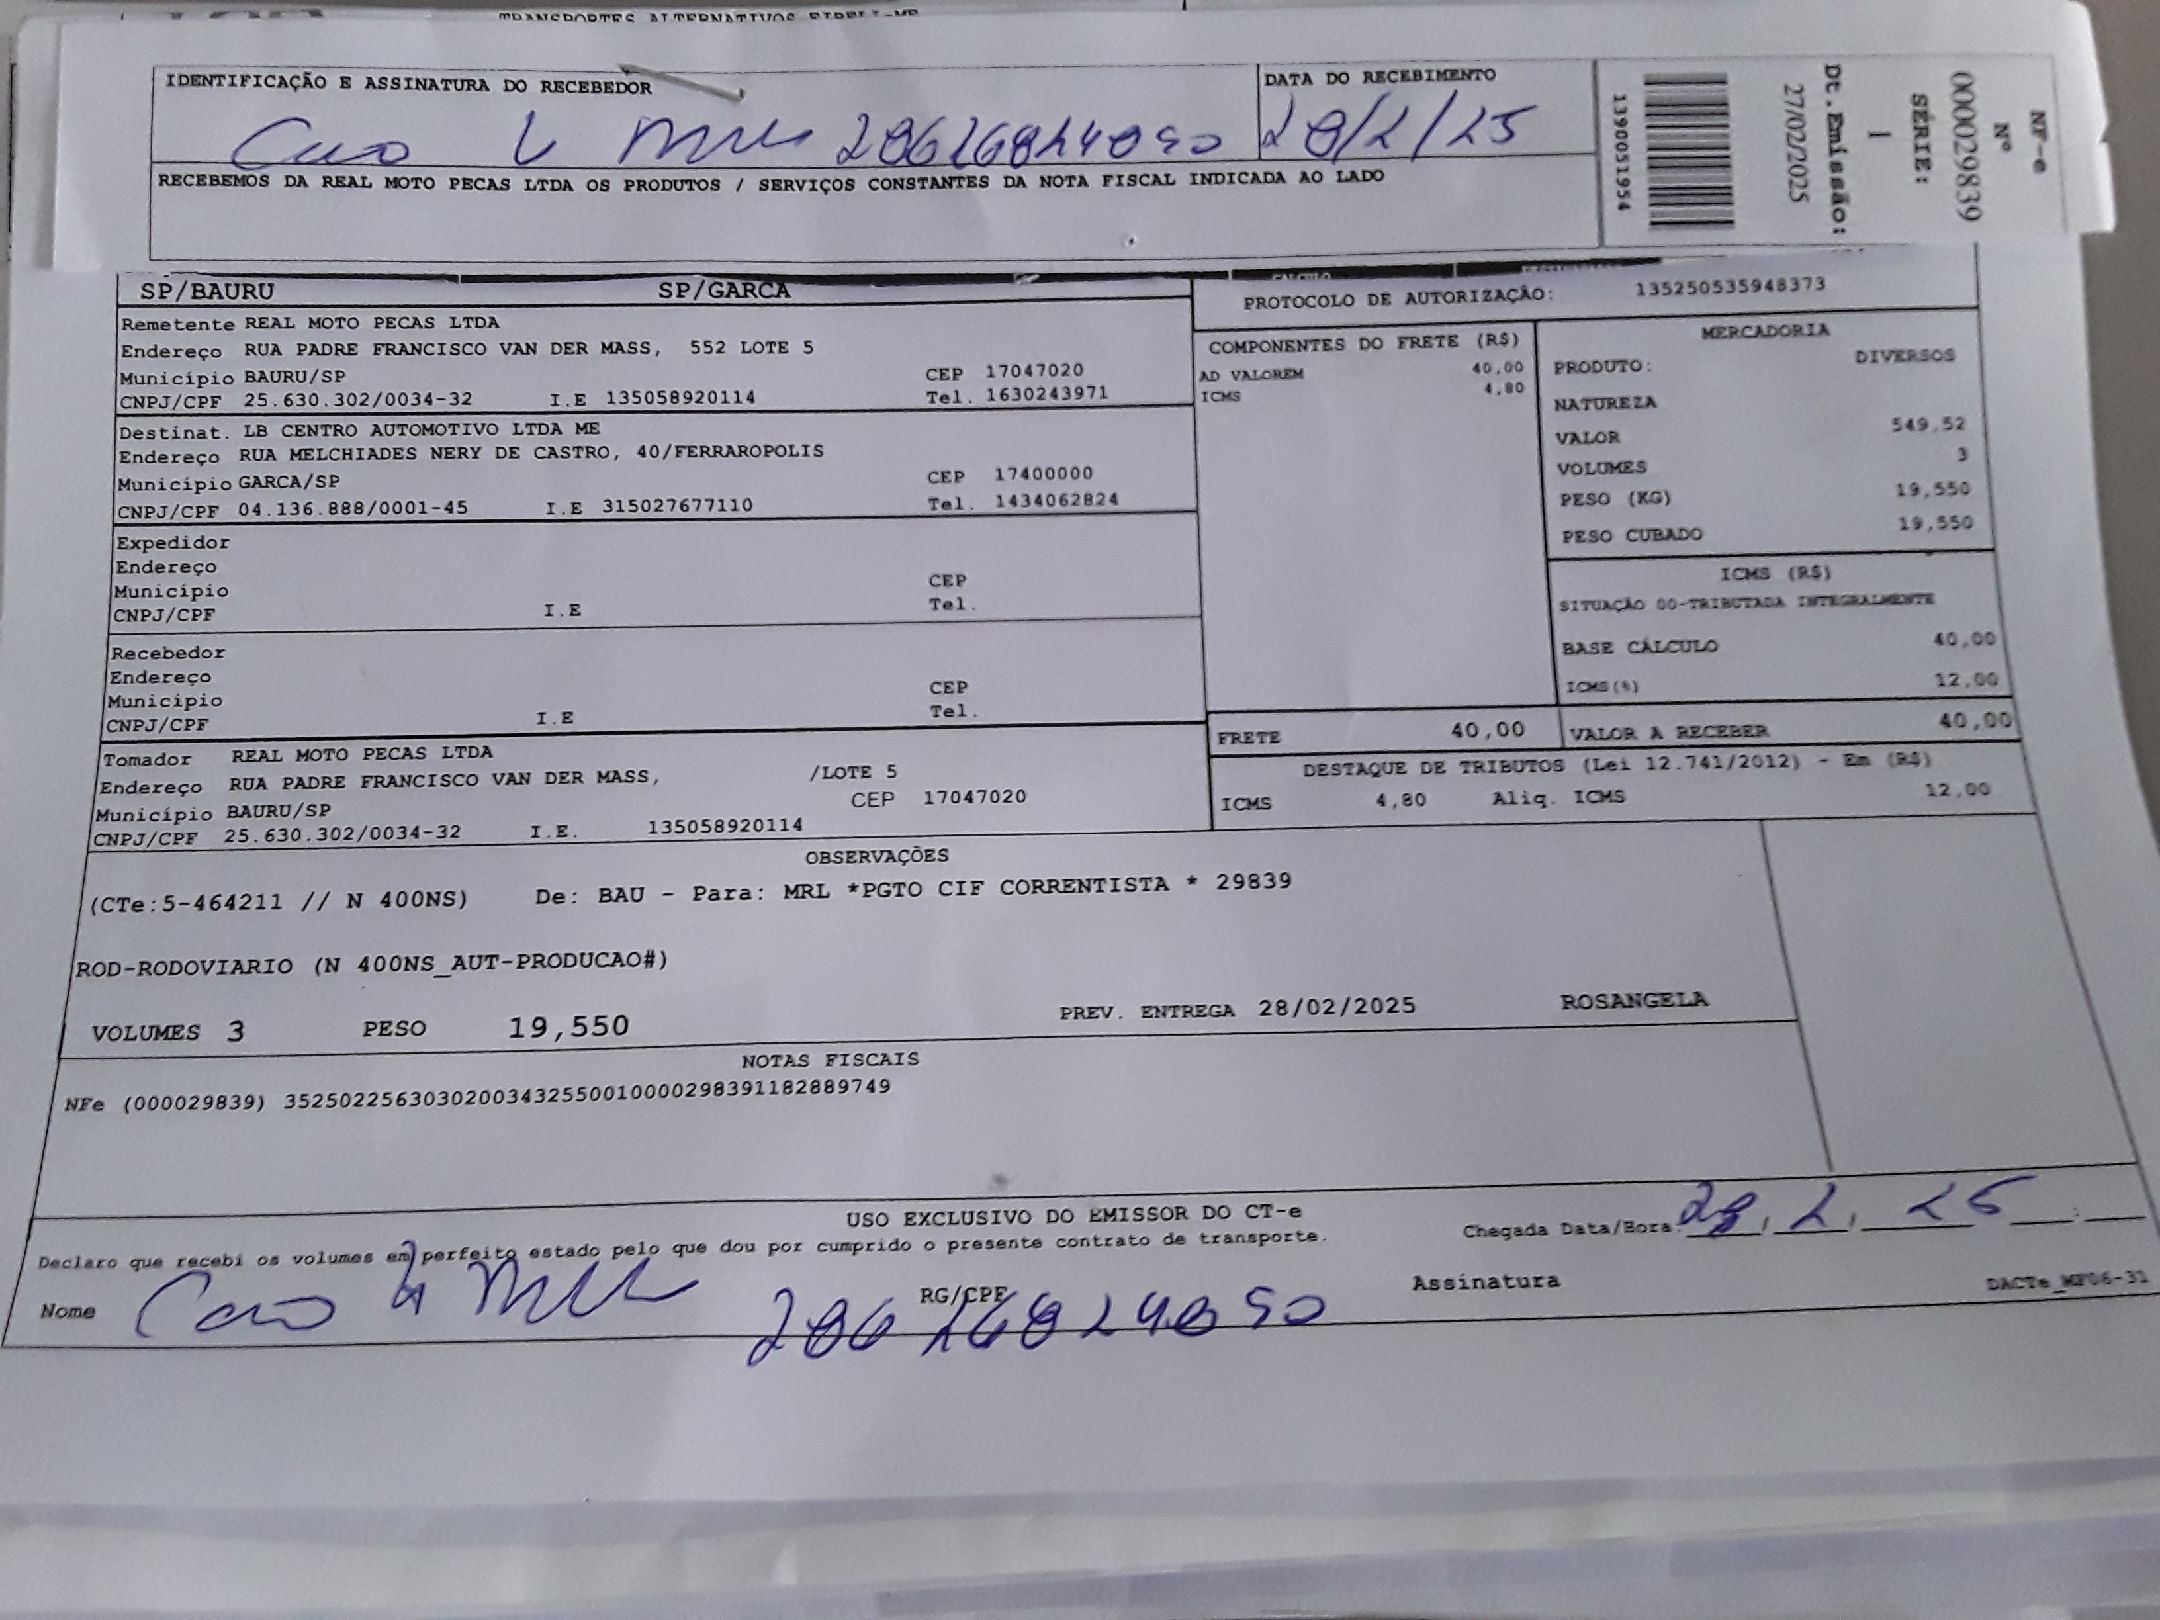 TRANSPORTES ALTERNATIVOS EIRELI-ME
IDENTIFICAÇÃO E ASSINATURA DO RECEBEDOR
DATA DO RECEBIMENTO
28/2/25
RECEBEMOS DA REAL MOTO PECAS LTDA OS PRODUTOS / SERVIÇOS CONSTANTES DA NOTA FISCAL INDICADA AO LADO
NF-e
Nº
000029839
SÉRIE:
1
Dt.Emissão:
27/02/2025
1390051954
SP/BAURU SP/GARCA
PROTOCOLO DE AUTORIZAÇÃO: 135250535948373
Remetente REAL MOTO PECAS LTDA
Endereço RUA PADRE FRANCISCO VAN DER MASS, 552 LOTE 5
Município BAURU/SP CEP 17047020
CNPJ/CPF 25.630.302/0034-32 I.E 135058920114 Tel. 1630243971
Destinat. LB CENTRO AUTOMOTIVO LTDA ME
Endereço RUA MELCHIADES NERY DE CASTRO, 40/FERRAROPOLIS
Município GARCA/SP CEP 17400000
CNPJ/CPF 04.136.888/0001-45 I.E 315027677110 Tel. 1434062824
Expedidor
Endereço
Município CEP
CNPJ/CPF I.E Tel.
Recebedor
Endereço
Município CEP
CNPJ/CPF I.E Tel.
Tomador REAL MOTO PECAS LTDA
Endereço RUA PADRE FRANCISCO VAN DER MASS, /LOTE 5
Município BAURU/SP CEP 17047020
CNPJ/CPF 25.630.302/0034-32 I.E. 135058920114
COMPONENTES DO FRETE (R$)
AD VALOREM 40,00
ICMS 4,80
MERCADORIA
PRODUTO: DIVERSOS
NATUREZA
VALOR 549,52
VOLUMES 3
PESO (KG) 19,550
PESO CUBADO 19,550
ICMS (R$)
SITUAÇÃO 00-TRIBUTADA INTEGRALMENTE
BASE CÁLCULO 40,00
ICMS(%) 12,00
FRETE 40,00 VALOR A RECEBER 40,00
DESTAQUE DE TRIBUTOS (Lei 12.741/2012) - Em (R$)
ICMS 4,80 Aliq. ICMS 12,00
OBSERVAÇÕES
(CTe:5-464211 // N 400NS) De: BAU - Para: MRL *PGTO CIF CORRENTISTA * 29839
ROD-RODOVIARIO (N 400NS_AUT-PRODUCAO#)
VOLUMES 3 PESO 19,550 PREV. ENTREGA 28/02/2025 ROSANGELA
NOTAS FISCAIS
NFe (000029839) 35250225630302003432550010000298391182889749
USO EXCLUSIVO DO EMISSOR DO CT-e
Declaro que recebi os volumes em perfeito estado pelo que dou por cumprido o presente contrato de transporte.
Chegada Data/Hora: 28/2/25
Nome RG/CPF Assinatura
DACTe_MF06-31